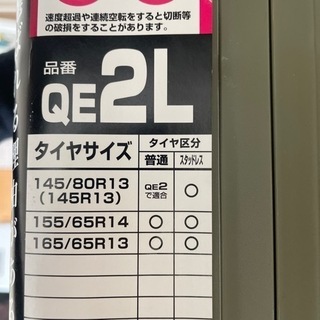 速度超過や連続空転をすると切断等
の破損をすることがあります。
品番
QE2L
タイヤサイズ
タイヤ区分
普通 スタッドレス
145/80R13
(145R13)
QE2
で適合
○
155/65R14 ○ ○
165/65R13 ○ ○